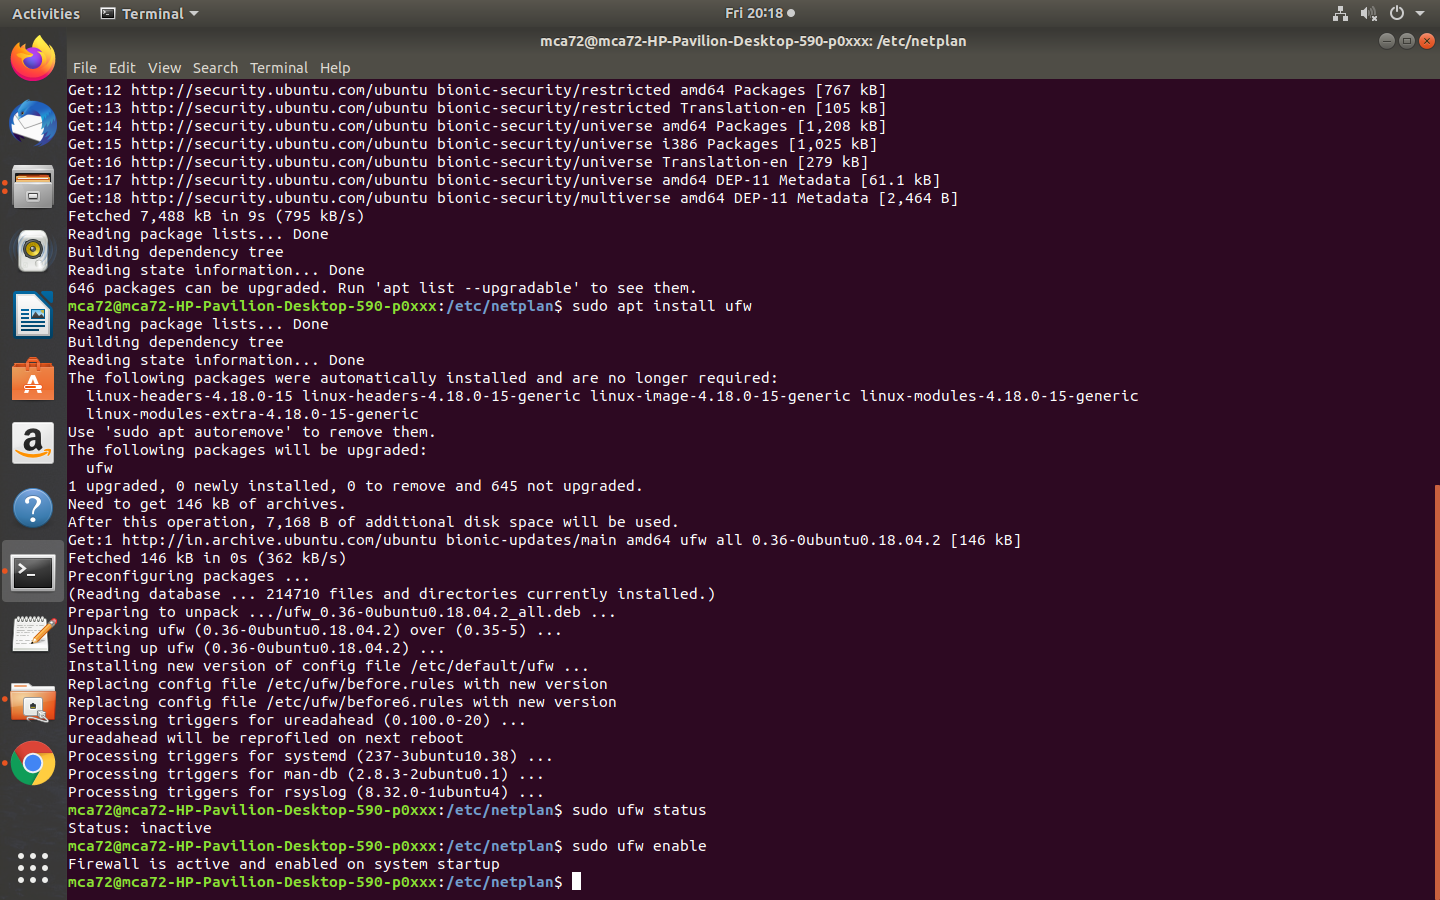 Activities Terminal Fri 20:18
mca72@mca72-HP-Pavilion-Desktop-590-p0xxx: /etc/netplan
File Edit View Search Terminal Help
Get:12 http://security.ubuntu.com/ubuntu bionic-security/restricted amd64 Packages [767 kB]
Get:13 http://security.ubuntu.com/ubuntu bionic-security/restricted Translation-en [105 kB]
Get:14 http://security.ubuntu.com/ubuntu bionic-security/universe amd64 Packages [1,208 kB]
Get:15 http://security.ubuntu.com/ubuntu bionic-security/universe i386 Packages [1,025 kB]
Get:16 http://security.ubuntu.com/ubuntu bionic-security/universe Translation-en [279 kB]
Get:17 http://security.ubuntu.com/ubuntu bionic-security/universe amd64 DEP-11 Metadata [61.1 kB]
Get:18 http://security.ubuntu.com/ubuntu bionic-security/multiverse amd64 DEP-11 Metadata [2,464 B]
Fetched 7,488 kB in 9s (795 kB/s)
Reading package lists... Done
Building dependency tree
Reading state information... Done
646 packages can be upgraded. Run 'apt list --upgradable' to see them.
mca72@mca72-HP-Pavilion-Desktop-590-p0xxx:/etc/netplan$ sudo apt install ufw
Reading package lists... Done
Building dependency tree
Reading state information... Done
The following packages were automatically installed and are no longer required:
  linux-headers-4.18.0-15 linux-headers-4.18.0-15-generic linux-image-4.18.0-15-generic linux-modules-4.18.0-15-generic
  linux-modules-extra-4.18.0-15-generic
Use 'sudo apt autoremove' to remove them.
The following packages will be upgraded:
  ufw
1 upgraded, 0 newly installed, 0 to remove and 645 not upgraded.
Need to get 146 kB of archives.
After this operation, 7,168 B of additional disk space will be used.
Get:1 http://in.archive.ubuntu.com/ubuntu bionic-updates/main amd64 ufw all 0.36-0ubuntu0.18.04.2 [146 kB]
Fetched 146 kB in 0s (362 kB/s)
Preconfiguring packages ...
(Reading database ... 214710 files and directories currently installed.)
Preparing to unpack .../ufw_0.36-0ubuntu0.18.04.2_all.deb ...
Unpacking ufw (0.36-0ubuntu0.18.04.2) over (0.35-5) ...
Setting up ufw (0.36-0ubuntu0.18.04.2) ...
Installing new version of config file /etc/default/ufw ...
Replacing config file /etc/ufw/before.rules with new version
Replacing config file /etc/ufw/before6.rules with new version
Processing triggers for ureadahead (0.100.0-20) ...
ureadahead will be reprofiled on next reboot
Processing triggers for systemd (237-3ubuntu10.38) ...
Processing triggers for man-db (2.8.3-2ubuntu0.1) ...
Processing triggers for rsyslog (8.32.0-1ubuntu4) ...
mca72@mca72-HP-Pavilion-Desktop-590-p0xxx:/etc/netplan$ sudo ufw status
Status: inactive
mca72@mca72-HP-Pavilion-Desktop-590-p0xxx:/etc/netplan$ sudo ufw enable
Firewall is active and enabled on system startup
mca72@mca72-HP-Pavilion-Desktop-590-p0xxx:/etc/netplan$